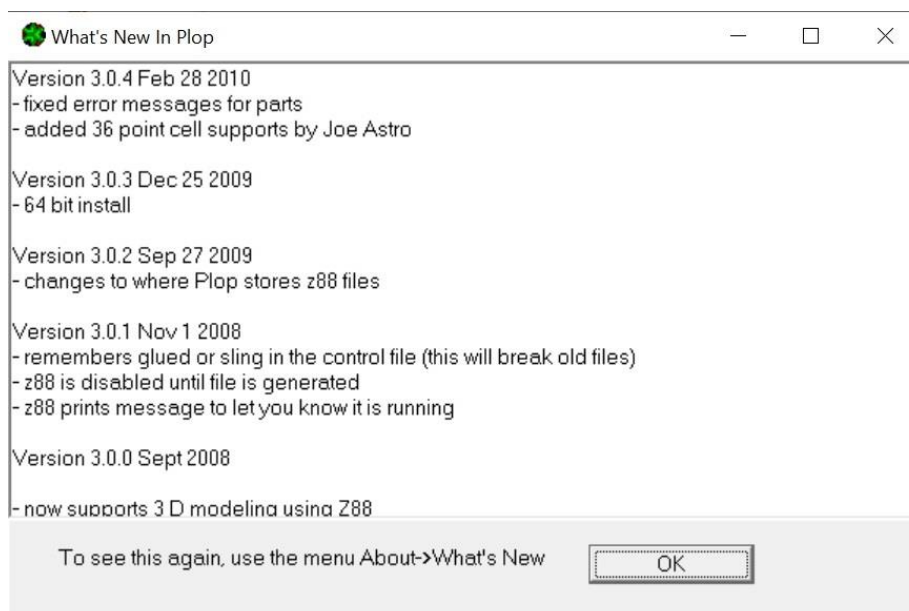 What's New In Plop
Version 3.0.4 Feb 28 2010
- fixed error messages for parts
- added 36 point cell supports by Joe Astro
Version 3.0.3 Dec 25 2009
- 64 bit install
Version 3.0.2 Sep 27 2009
- changes to where Plop stores z88 files
Version 3.0.1 Nov 1 2008
- remembers glued or sling in the control file (this will break old files)
- z88 is disabled until file is generated
- z88 prints message to let you know it is running
Version 3.0.0 Sept 2008
- now supports 3 D modeling using Z88
To see this again, use the menu About->What's New
OK